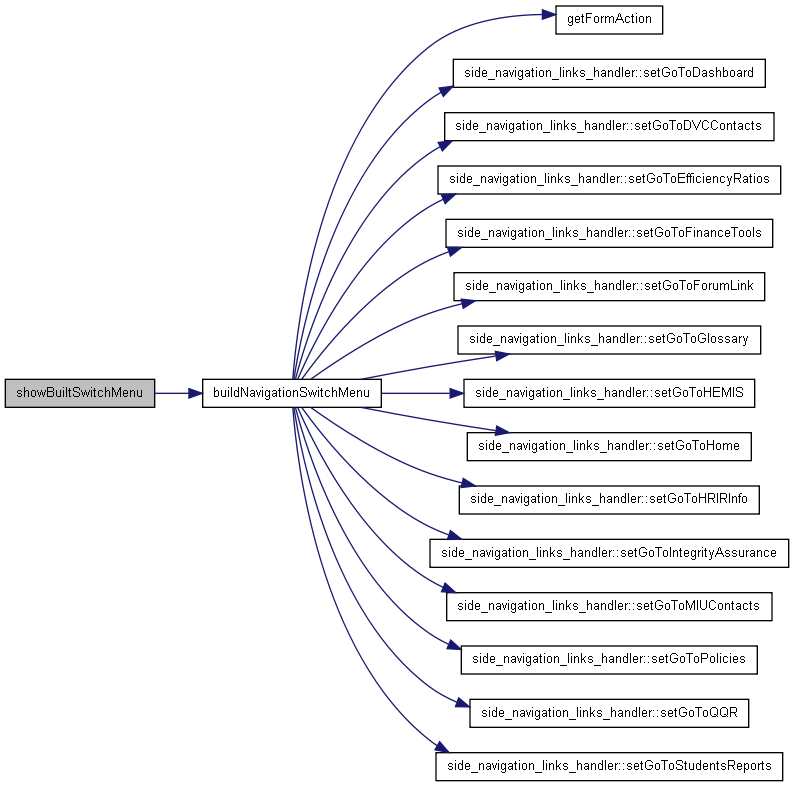 getFormAction
side_navigation_links_handler::setGoToDashboard
side_navigation_links_handler::setGoToDVCContacts
side_navigation_links_handler::setGoToEfficiencyRatios
side_navigation_links_handler::setGoToFinanceTools
side_navigation_links_handler::setGoToForumLink
side_navigation_links_handler::setGoToGlossary
showBuiltSwitchMenu
buildNavigationSwitchMenu
side_navigation_links_handler::setGoToHEMIS
side_navigation_links_handler::setGoToHome
side_navigation_links_handler::setGoToHRIRInfo
side_navigation_links_handler::setGoToIntegrityAssurance
side_navigation_links_handler::setGoToMIUContacts
side_navigation_links_handler::setGoToPolicies
side_navigation_links_handler::setGoToQQR
side_navigation_links_handler::setGoToStudentsReports